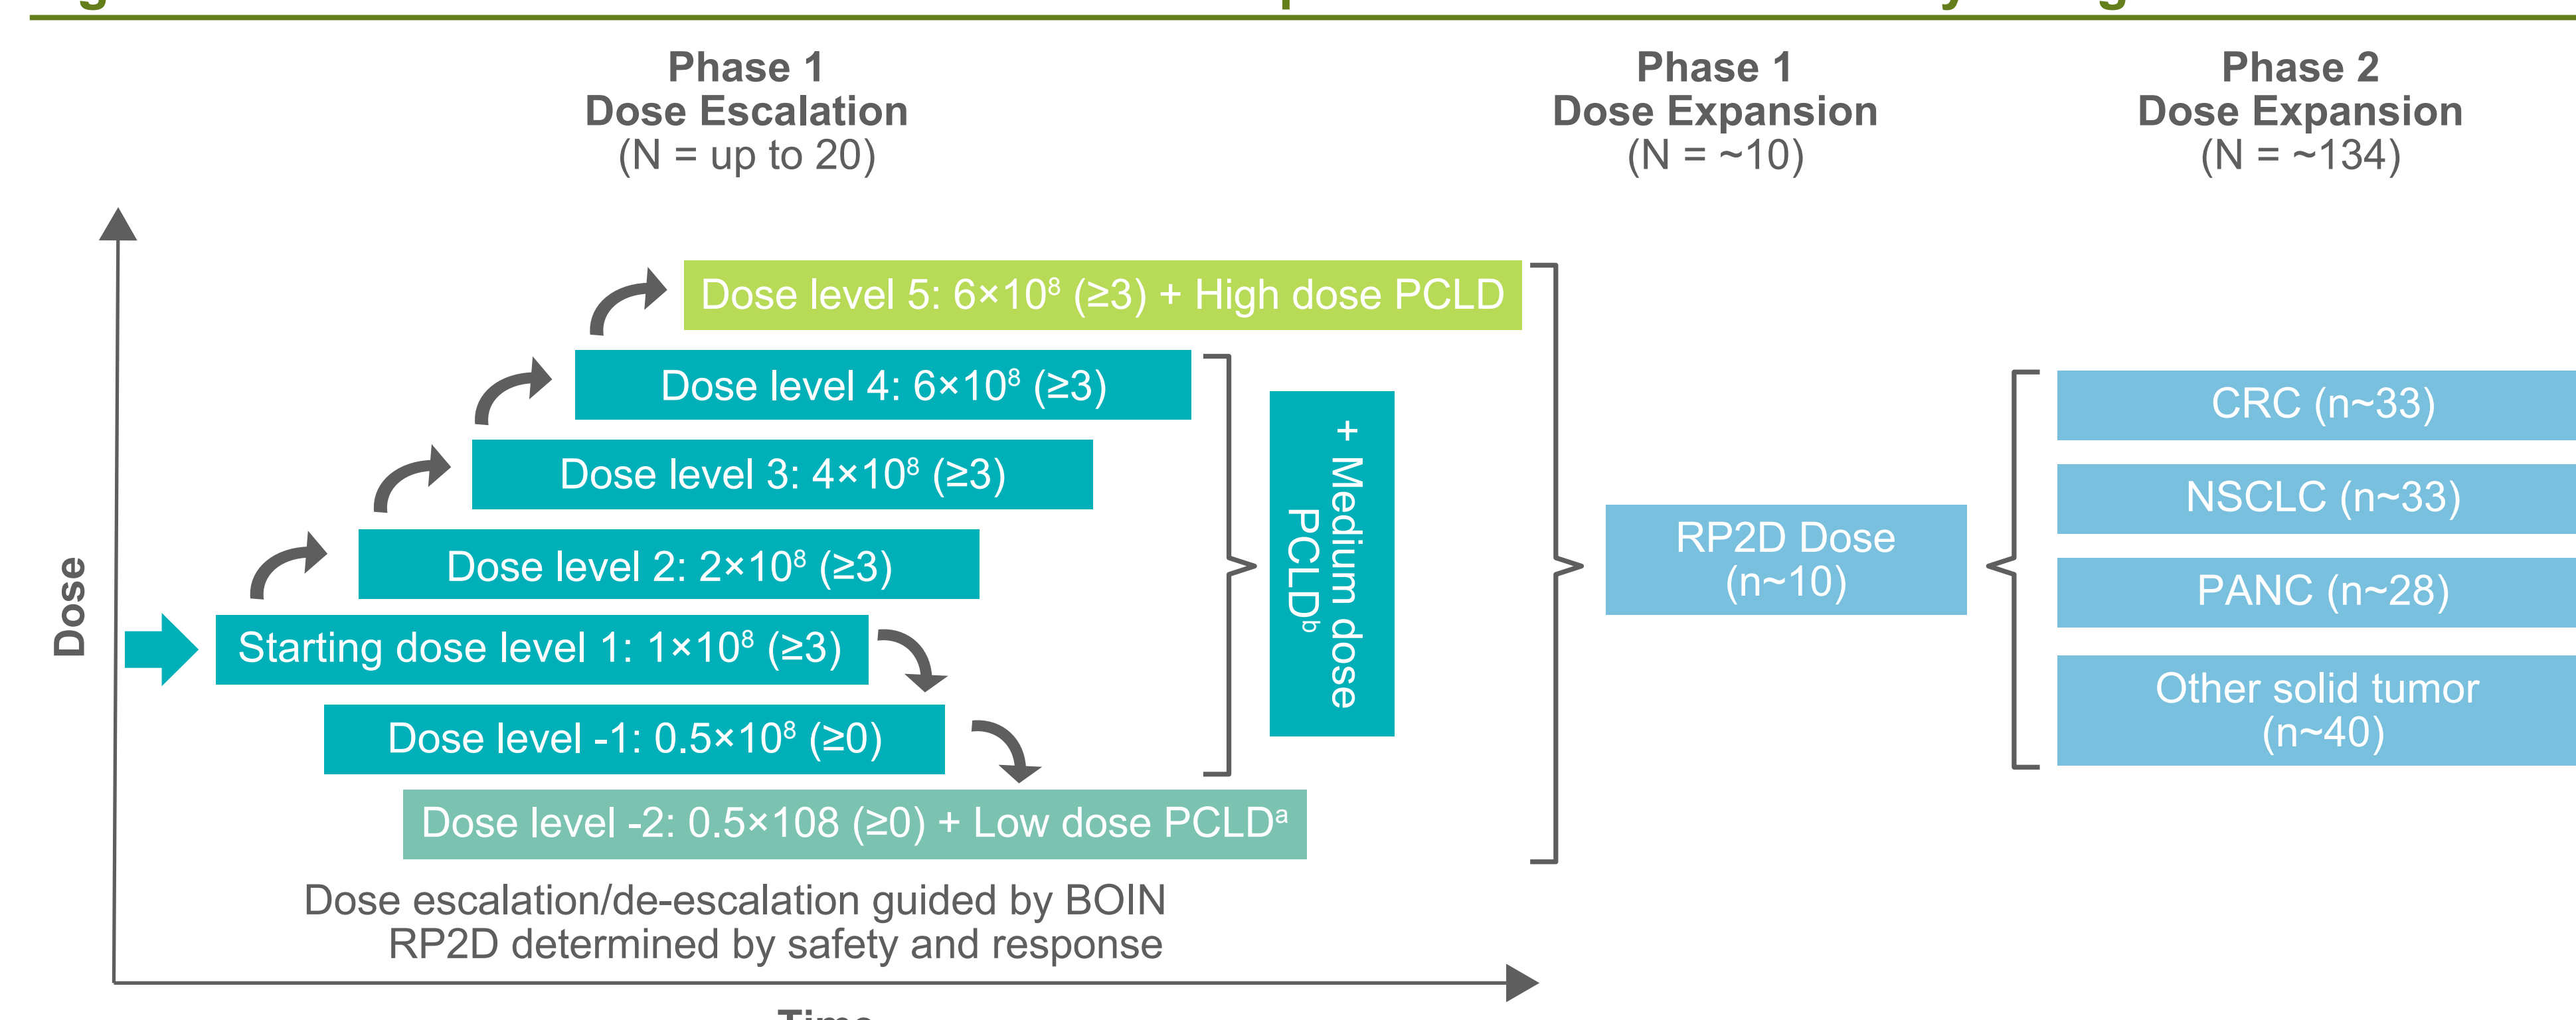 Phase 1
Dose Escalation
(N = up to 20)
Phase 1
Dose Expansion
(N = ~10)
Phase 2
Dose Expansion
(N = ~134)
Dose
Dose level 5: 6×10⁸ (≥3) + High dose PCLD
Dose level 4: 6×10⁸ (≥3)
Dose level 3: 4×10⁸ (≥3)
Dose level 2: 2×10⁸ (≥3)
Starting dose level 1: 1×10⁸ (≥3)
Dose level -1: 0.5×10⁸ (≥0)
Dose level -2: 0.5×108 (≥0) + Low dose PCLDᵃ
+ Medium dose
PCLDᵇ
RP2D Dose
(n~10)
CRC (n~33)
NSCLC (n~33)
PANC (n~28)
Other solid tumor
(n~40)
Dose escalation/de-escalation guided by BOIN
RP2D determined by safety and response
Time